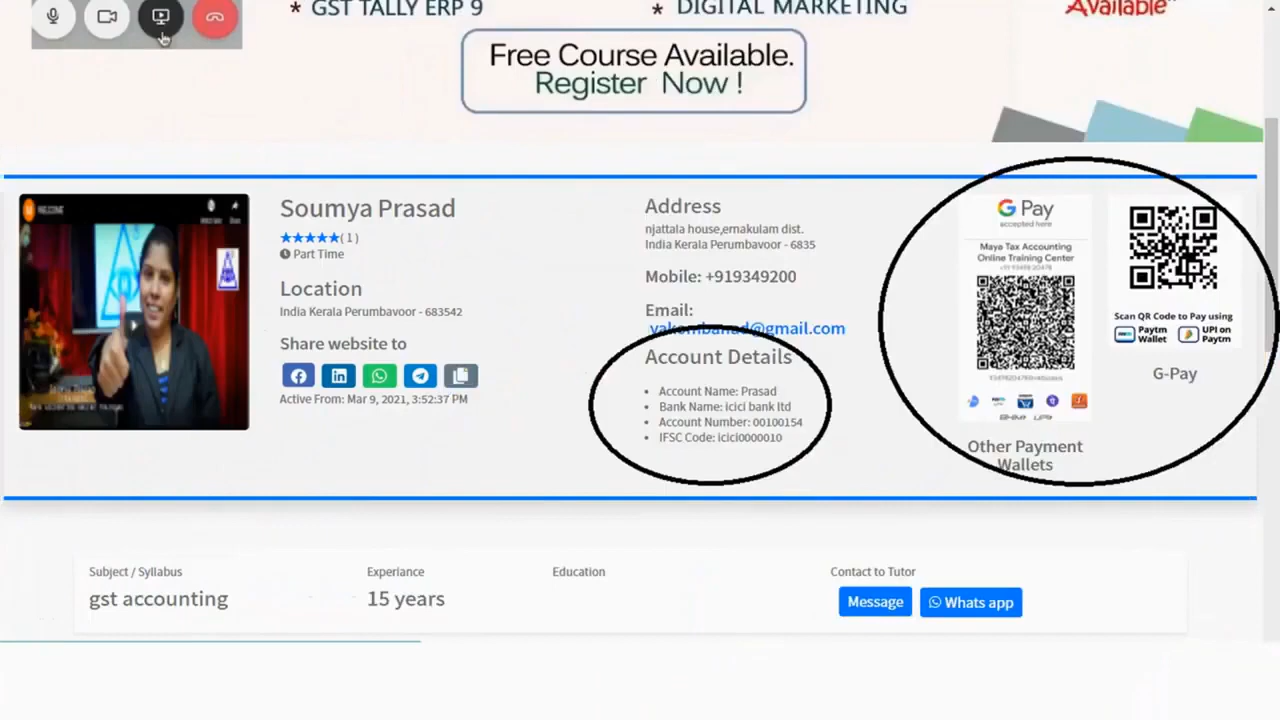 * GST TALLY ERP 9
* DIGITAL MARKETING
Available"
Free Course Available.
Register Now !
Soumya Prasad
( 1 )
Part Time
Location
India Kerala Perumbavoor - 683542
Share website to
Active From: Mar 9, 2021, 3:52:37 PM
Address
njattala house,ernakulam dist.
India Kerala Perumbavoor - 6835
Mobile: +919349200
Email:
Account Details
Account Name: Prasad
Bank Name: icici bank ltd
Account Number: 00100154
IFSC Code: icici0000010
G Pay
accepted here
Maya Tax Accounting
Online Training Center
Other Payment
Wallets
Scan QR Code to Pay using
Paytm
Wallet
UPI on
Paytm
G-Pay
Subject / Syllabus
gst accounting
Experiance
15 years
Education
Contact to Tutor
Message
Whats app